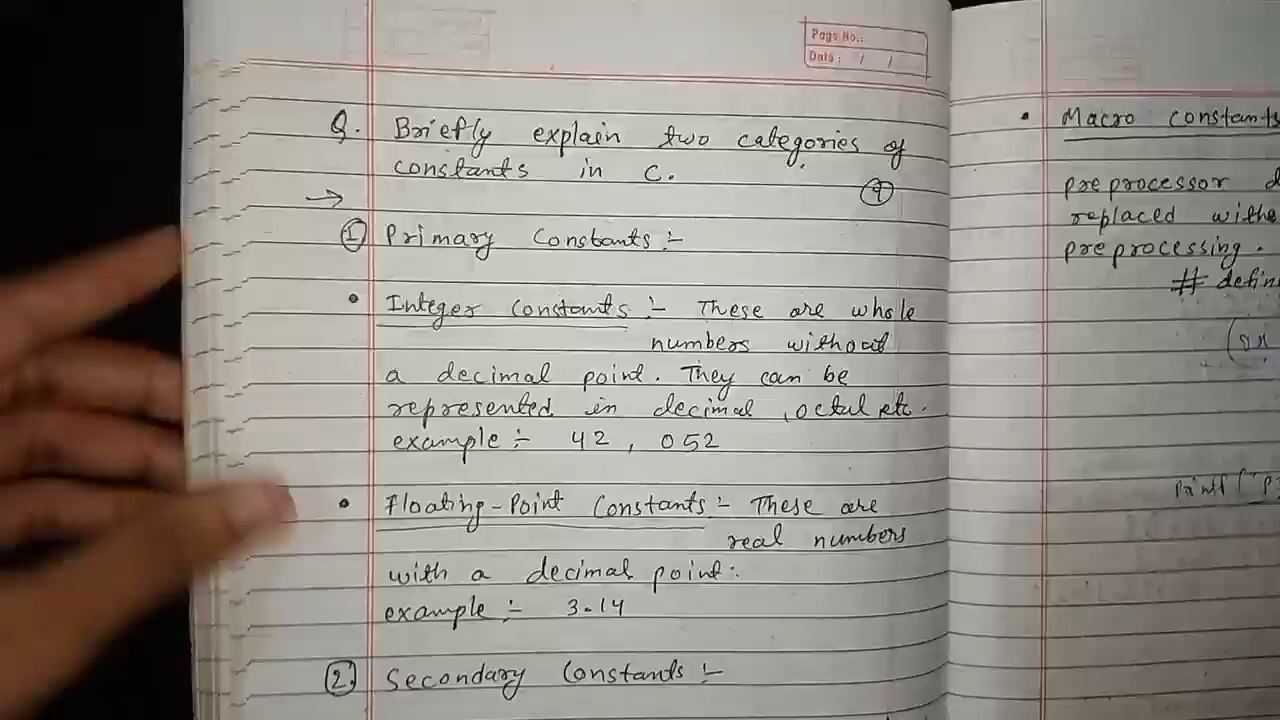 Page No.:
Date: / /
Q. Briefly explain two categories of
constants in C.
→
① Primary Constants :-
• Integer Constants :- These are whole
numbers without
a decimal point. They can be
represented in decimal, octal etc.
example :- 42, 052
• Floating-Point Constants :- These are
real numbers
with a decimal point.
example :- 3.14
② Secondary Constants :-
• Macro constants
preprocessor
replaced
preprocessing.
# defin
printf ("P